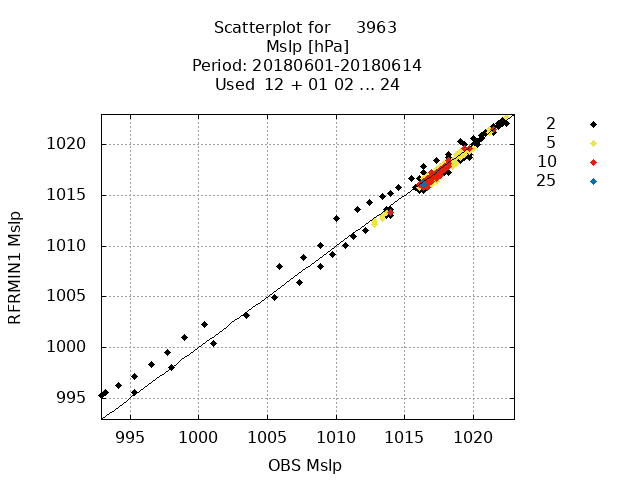 Scatterplot for 3963
Mslp [hPa]
Period: 20180601-20180614
Used 12 + 01 02 ... 24
2
5
10
25
1020
1015
1010
1005
1000
995
RFRMIN1 Mslp
995 1000 1005 1010 1015 1020
OBS Mslp